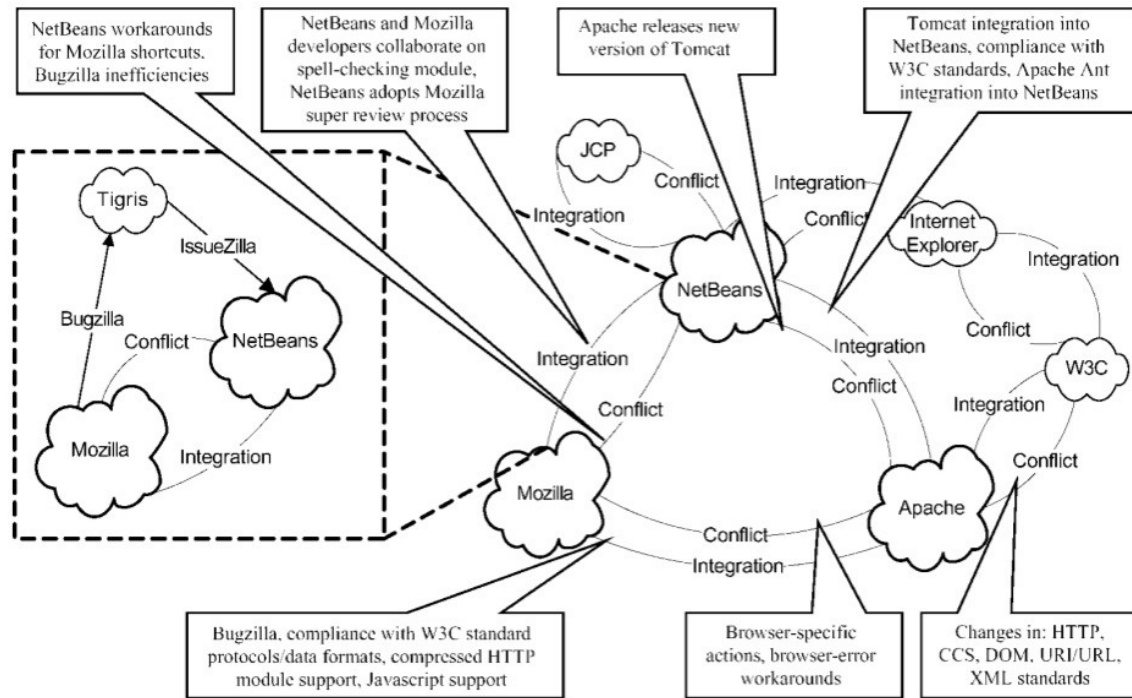 NetBeans workarounds
for Mozilla shortcuts.
Bugzilla inefficiencies
NetBeans and Mozilla
developers collaborate on
spell-checking module,
NetBeans adopts Mozilla
super review process
Apache releases new
version of Tomcat
Tomcat integration into
NetBeans, compliance with
W3C standards, Apache Ant
integration into NetBeans
Tigris
IssueZilla
Bugzilla
Conflict
NetBeans
Mozilla
Integration
JCP
Conflict
Integration
Integration
Conflict
Internet
Explorer
Integration
NetBeans
Conflict
W3C
Integration
Integration
Conflict
Integration
Conflict
Conflict
Mozilla
Apache
Conflict
Integration
Bugzilla, compliance with W3C standard
protocols/data formats, compressed HTTP
module support, Javascript support
Browser-specific
actions, browser-error
workarounds
Changes in: HTTP,
CCS, DOM, URI/URL,
XML standards